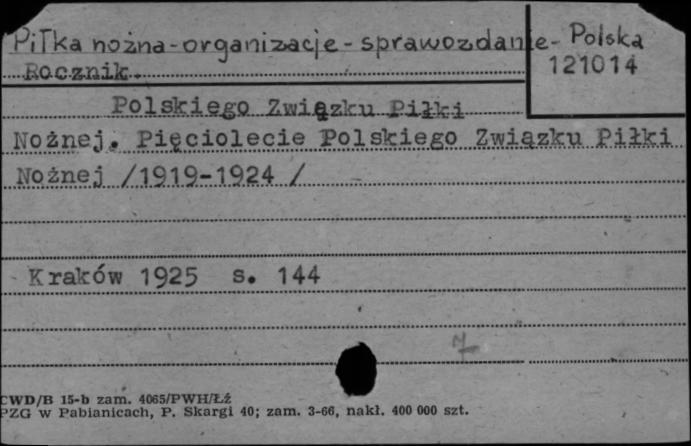 Piłka nożna-organizacje-sprawozdanie- Polska
Rocznik.
121014
Polskiego Związku Piłki
Nożnej. Pięciolecie Polskiego Związku Piłki
Nożnej /1919-1924 /
Kraków 1925 s. 144
CWD/B 15-b zam. 4065/PWH/Łź
PZG w Pabianicach, P. Skargi 40; zam. 3-66, nakł. 400 000 szt.